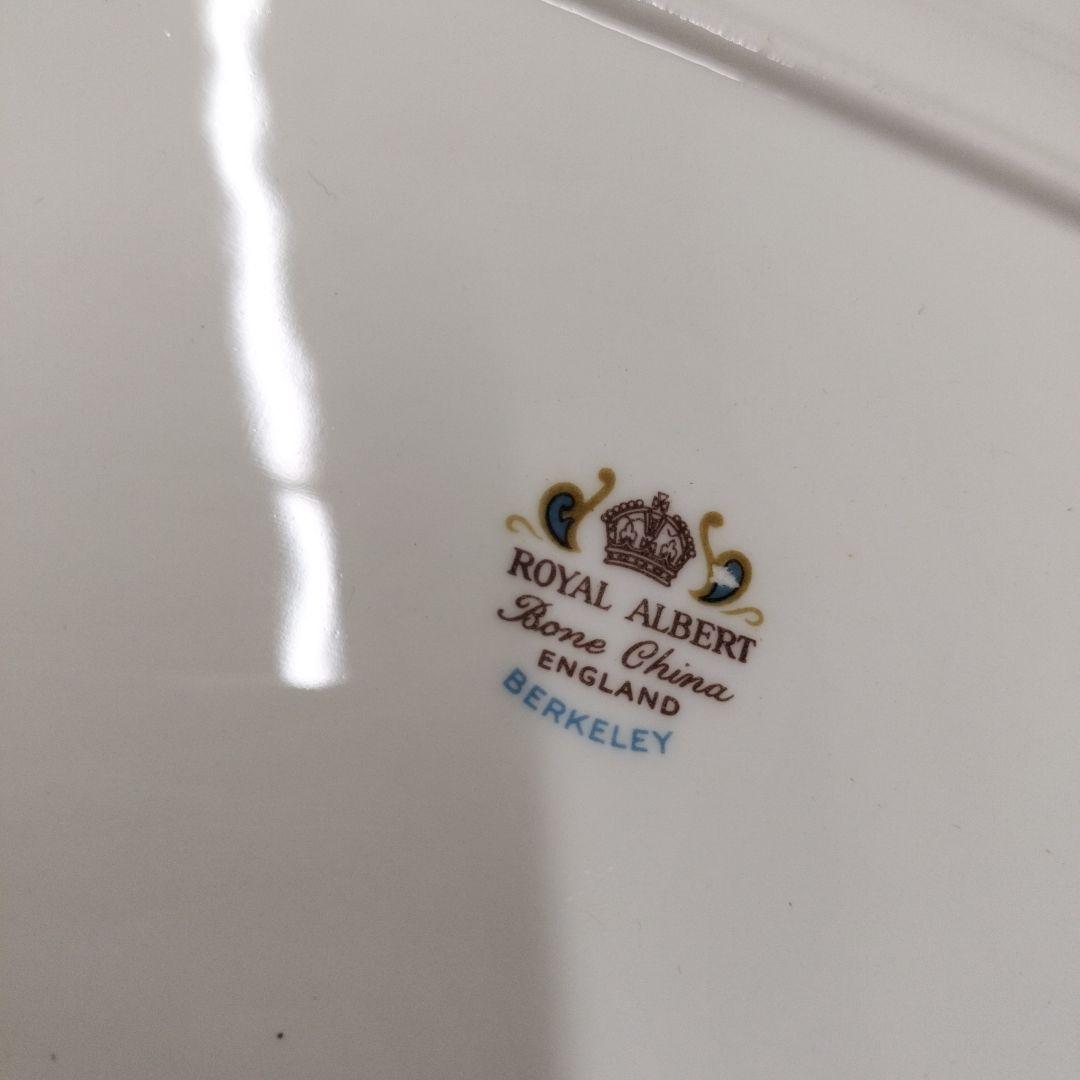 ROYAL ALBERT
Bone China
ENGLAND
BERKELEY